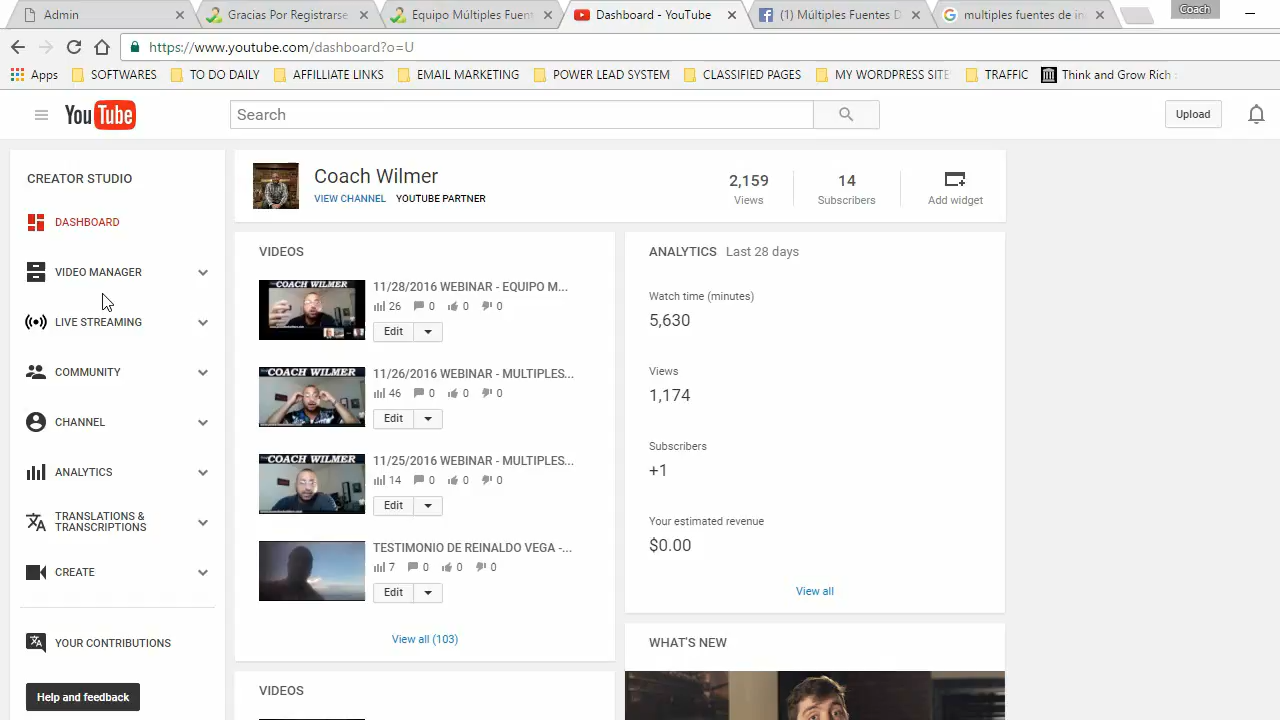 Admin
Gracias Por Registrarse
Equipo Múltiples Fuent
Dashboard - YouTube
(1) Múltiples Fuentes D
multiples fuentes de in
Coach
https://www.youtube.com/dashboard?o=U
Apps
SOFTWARES
TO DO DAILY
AFFILLIATE LINKS
EMAIL MARKETING
POWER LEAD SYSTEM
CLASSIFIED PAGES
MY WORDPRESS SITE
TRAFFIC
Think and Grow Rich
YouTube
Search
Upload
CREATOR STUDIO
DASHBOARD
VIDEO MANAGER
LIVE STREAMING
COMMUNITY
CHANNEL
ANALYTICS
TRANSLATIONS &
TRANSCRIPTIONS
CREATE
YOUR CONTRIBUTIONS
Help and feedback
Coach Wilmer
VIEW CHANNEL YOUTUBE PARTNER
2,159
Views
14
Subscribers
Add widget
VIDEOS
COACH WILMER
11/28/2016 WEBINAR - EQUIPO M...
26 0 0 0
Edit
COACH WILMER
11/26/2016 WEBINAR - MULTIPLES...
46 0 0 0
Edit
COACH WILMER
11/25/2016 WEBINAR - MULTIPLES...
14 0 0 0
Edit
TESTIMONIO DE REINALDO VEGA -...
7 0 0 0
Edit
View all (103)
VIDEOS
ANALYTICS Last 28 days
Watch time (minutes)
5,630
Views
1,174
Subscribers
+1
Your estimated revenue
$0.00
View all
WHAT'S NEW